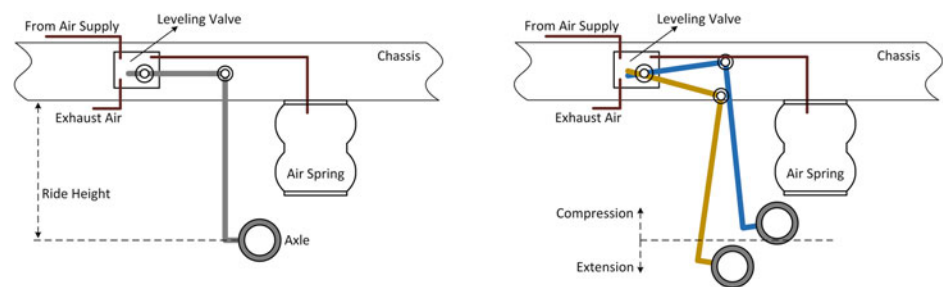 From Air Supply
Leveling Valve
Chassis
Exhaust Air
Ride Height
Air Spring
Axle
From Air Supply
Leveling Valve
Chassis
Exhaust Air
Air Spring
Compression
Extension